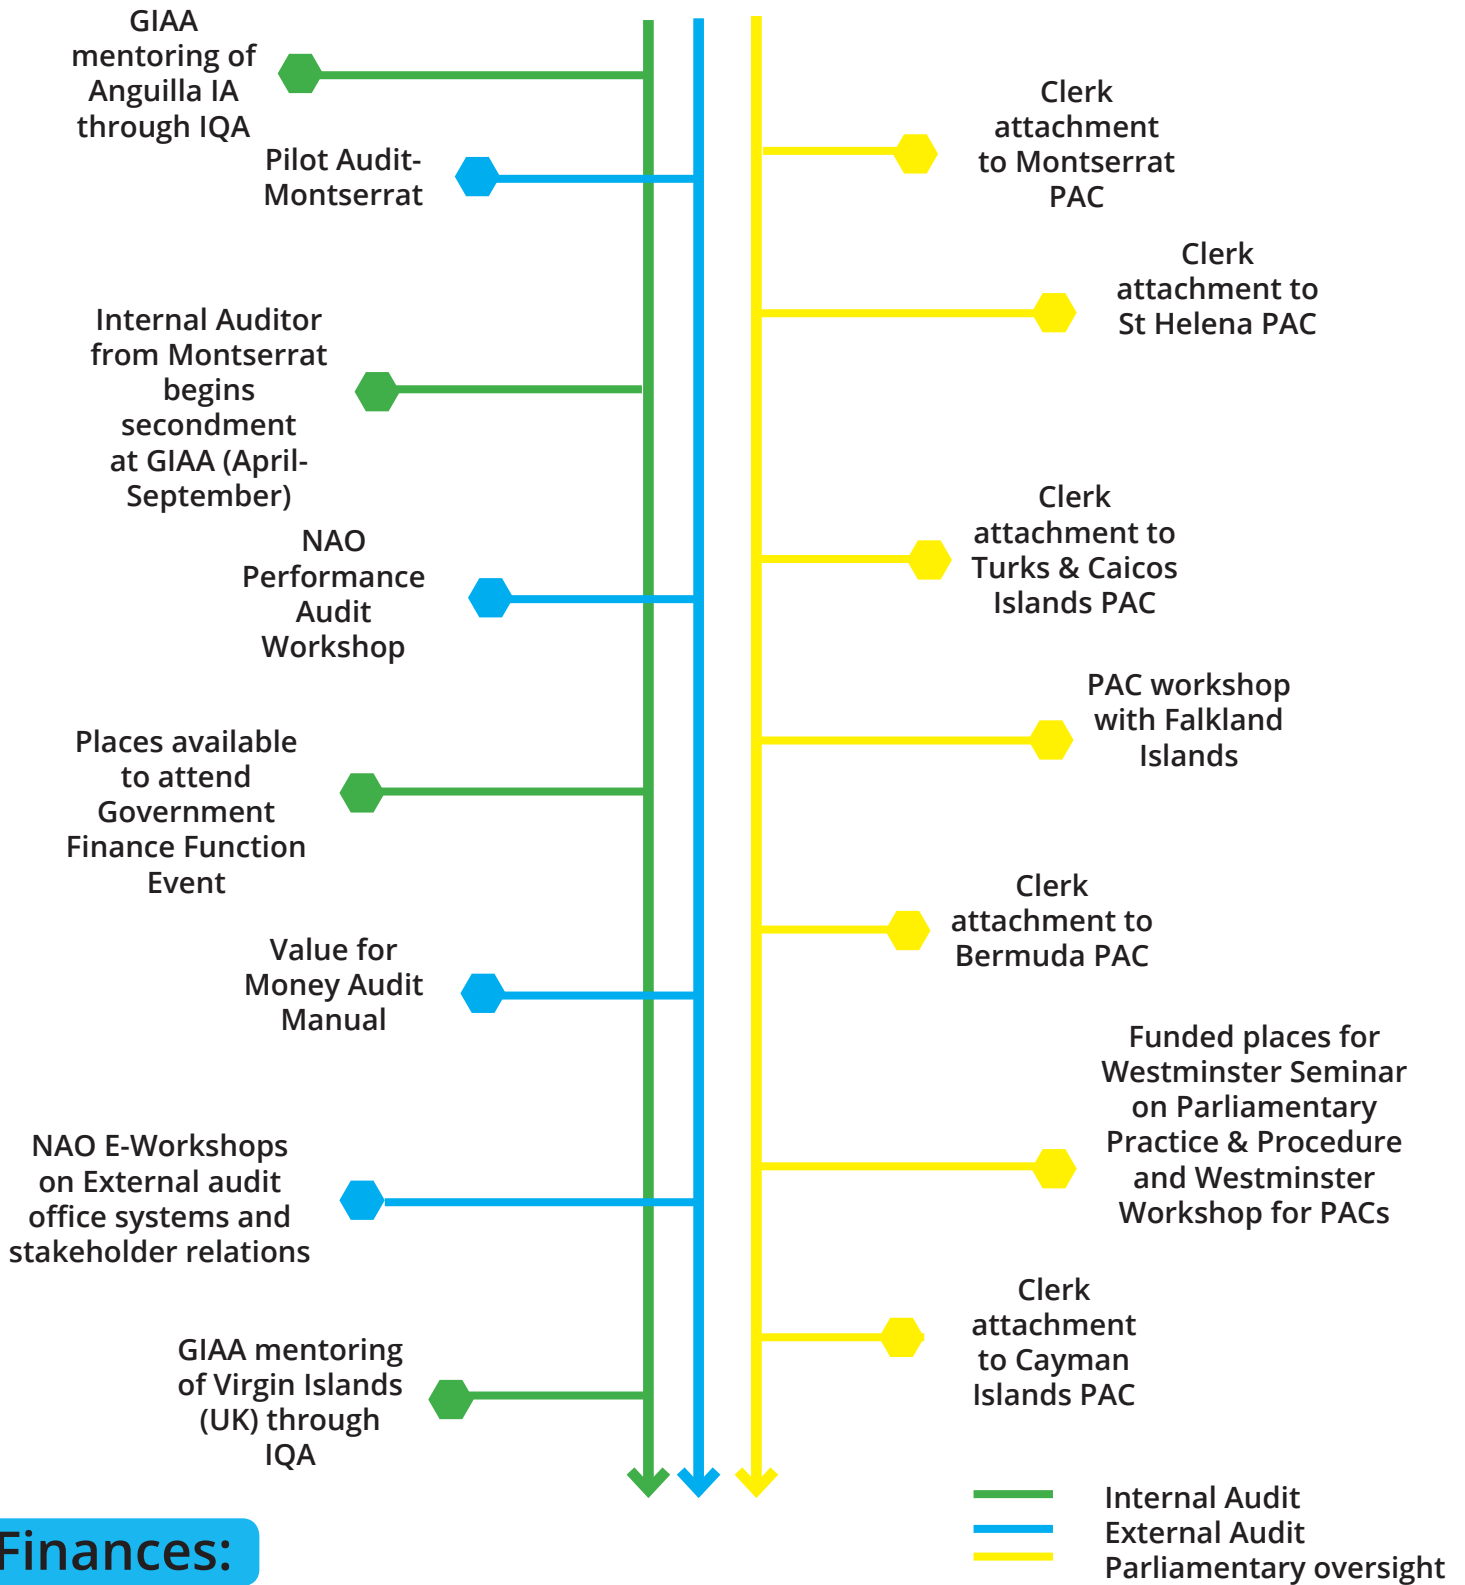 GIAA
mentoring of
Anguilla IA
through IQA
Pilot Audit-
Montserrat
Internal Auditor
from Montserrat
begins
secondment
at GIAA (April-
September)
NAO
Performance
Audit
Workshop
Places available
to attend
Government
Finance Function
Event
Value for
Money Audit
Manual
NAO E-Workshops
on External audit
office systems and
stakeholder relations
GIAA mentoring
of Virgin Islands
(UK) through
IQA
Clerk
attachment
to Montserrat
PAC
Clerk
attachment to
St Helena PAC
Clerk
attachment to
Turks & Caicos
Islands PAC
PAC workshop
with Falkland
Islands
Clerk
attachment to
Bermuda PAC
Funded places for
Westminster Seminar
on Parliamentary
Practice & Procedure
and Westminster
Workshop for PACs
Clerk
attachment
to Cayman
Islands PAC
Internal Audit
External Audit
Parliamentary oversight
Finances: